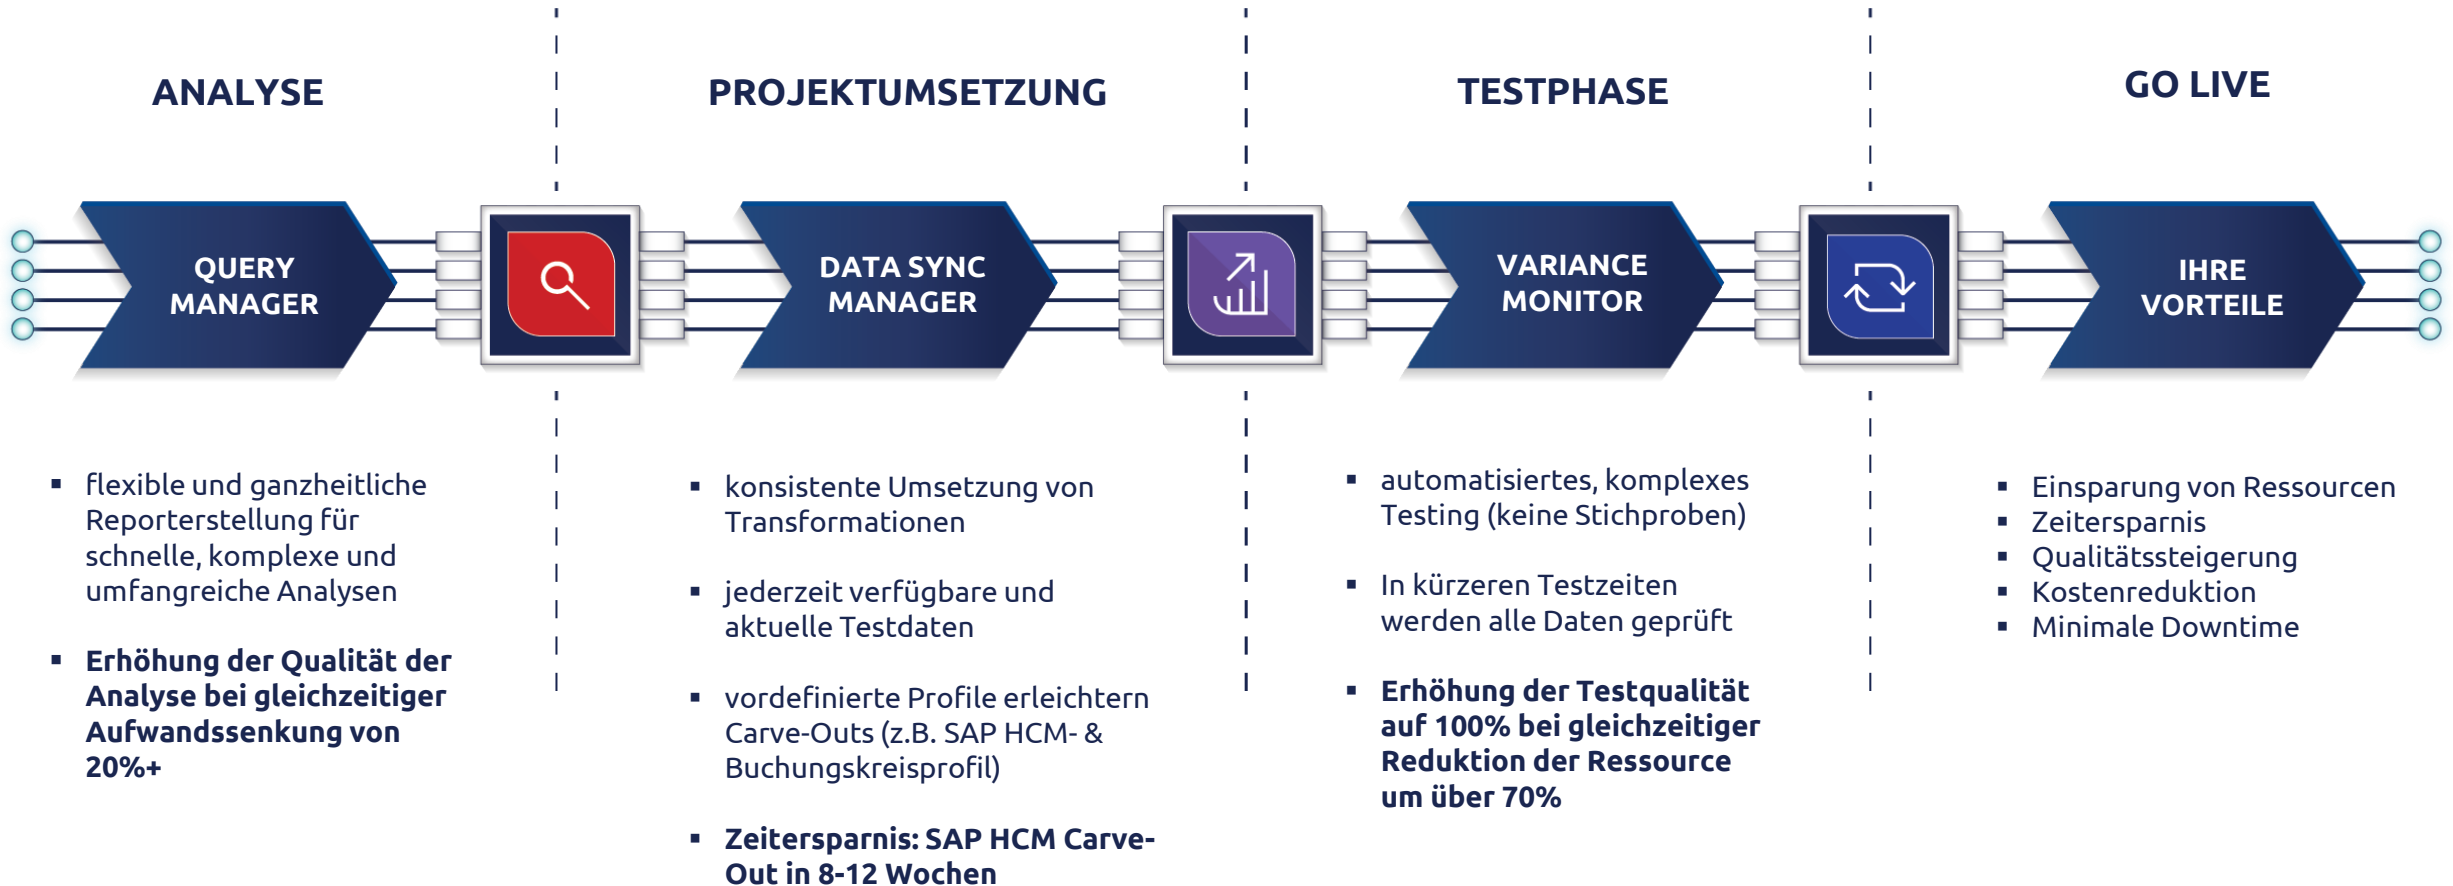 ANALYSE
PROJEKTUMSETZUNG
TESTPHASE
GO LIVE
QUERY
MANAGER
DATA SYNC
MANAGER
VARIANCE
MONITOR
IHRE
VORTEILE
▪ flexible und ganzheitliche
Reporterstellung für
schnelle, komplexe und
umfangreiche Analysen
▪ Erhöhung der Qualität der
Analyse bei gleichzeitiger
Aufwandssenkung von
20%+
▪ konsistente Umsetzung von
Transformationen
▪ jederzeit verfügbare und
aktuelle Testdaten
▪ vordefinierte Profile erleichtern
Carve-Outs (z.B. SAP HCM- &
Buchungskreisprofil)
▪ Zeitersparnis: SAP HCM Carve-
Out in 8-12 Wochen
▪ automatisiertes, komplexes
Testing (keine Stichproben)
▪ In kürzeren Testzeiten
werden alle Daten geprüft
▪ Erhöhung der Testqualität
auf 100% bei gleichzeitiger
Reduktion der Ressource
um über 70%
▪ Einsparung von Ressourcen
▪ Zeitersparnis
▪ Qualitätssteigerung
▪ Kostenreduktion
▪ Minimale Downtime